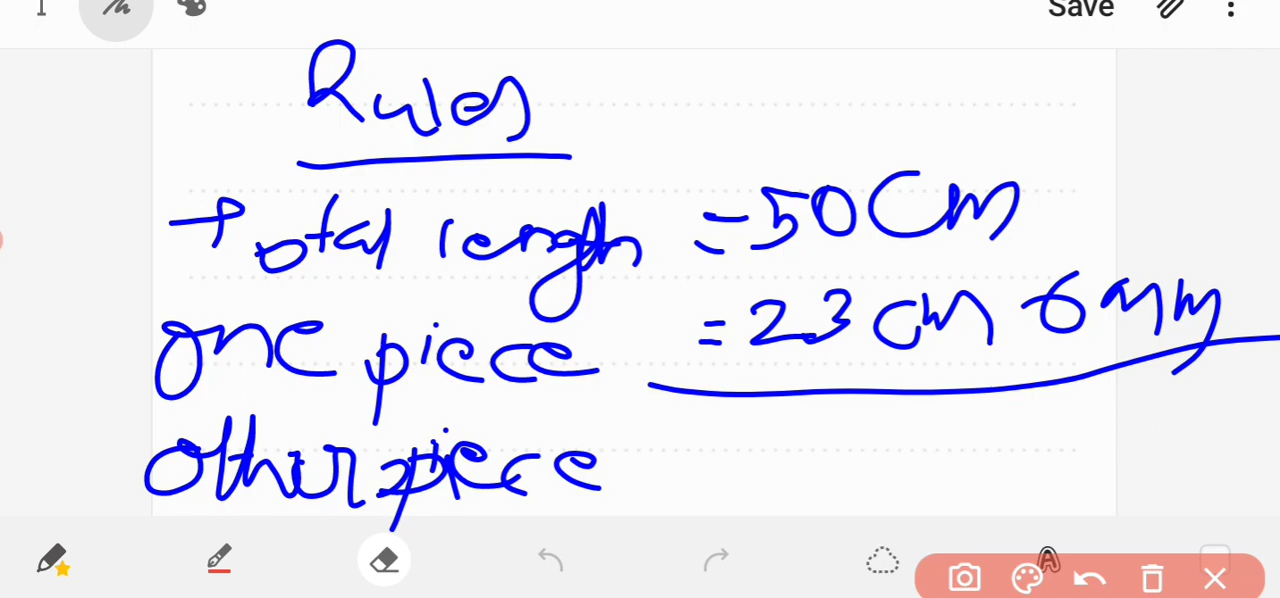 Save
Rules
Total length = 50 cm
one piece = 23 cm 6 mm
other piece